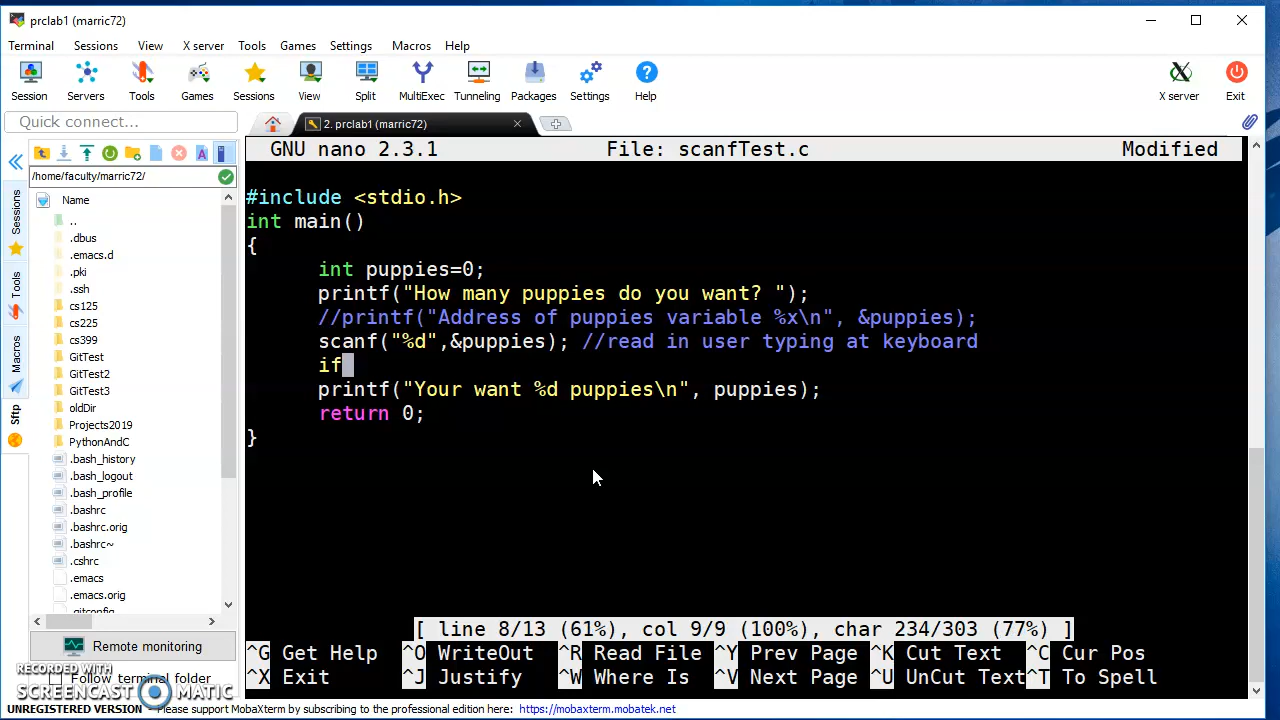 prclab1 (marric72)
Terminal Sessions View X server Tools Games Settings Macros Help
Session Servers Tools Games Sessions View Split MultiExec Tunneling Packages Settings Help X server Exit
Quick connect...
2. prclab1 (marric72)
/home/faculty/marric72/
Name
..
.dbus
.emacs.d
.pki
.ssh
cs125
cs225
cs399
GitTest
GitTest2
GitTest3
oldDir
Projects2019
PythonAndC
.bash_history
.bash_logout
.bash_profile
.bashrc
.bashrc.orig
.bashrc~
.cshrc
.emacs
.emacs.orig
.gitconfig
Sessions
Tools
Macros
Sftp
Remote monitoring
Follow terminal folder
GNU nano 2.3.1 File: scanfTest.c Modified
#include <stdio.h>
int main()
{
int puppies=0;
printf("How many puppies do you want? ");
//printf("Address of puppies variable %x\n", &puppies);
scanf("%d",&puppies); //read in user typing at keyboard
if
printf("Your want %d puppies\n", puppies);
return 0;
}
[ line 8/13 (61%), col 9/9 (100%), char 234/303 (77%) ]
^G Get Help ^O WriteOut ^R Read File ^Y Prev Page ^K Cut Text ^C Cur Pos
^X Exit ^J Justify ^W Where Is ^V Next Page ^U UnCut Text ^T To Spell
RECORDED WITH
SCREENCAST MATIC
UNREGISTERED VERSION - Please support MobaXterm by subscribing to the professional edition here: https://mobaxterm.mobatek.net